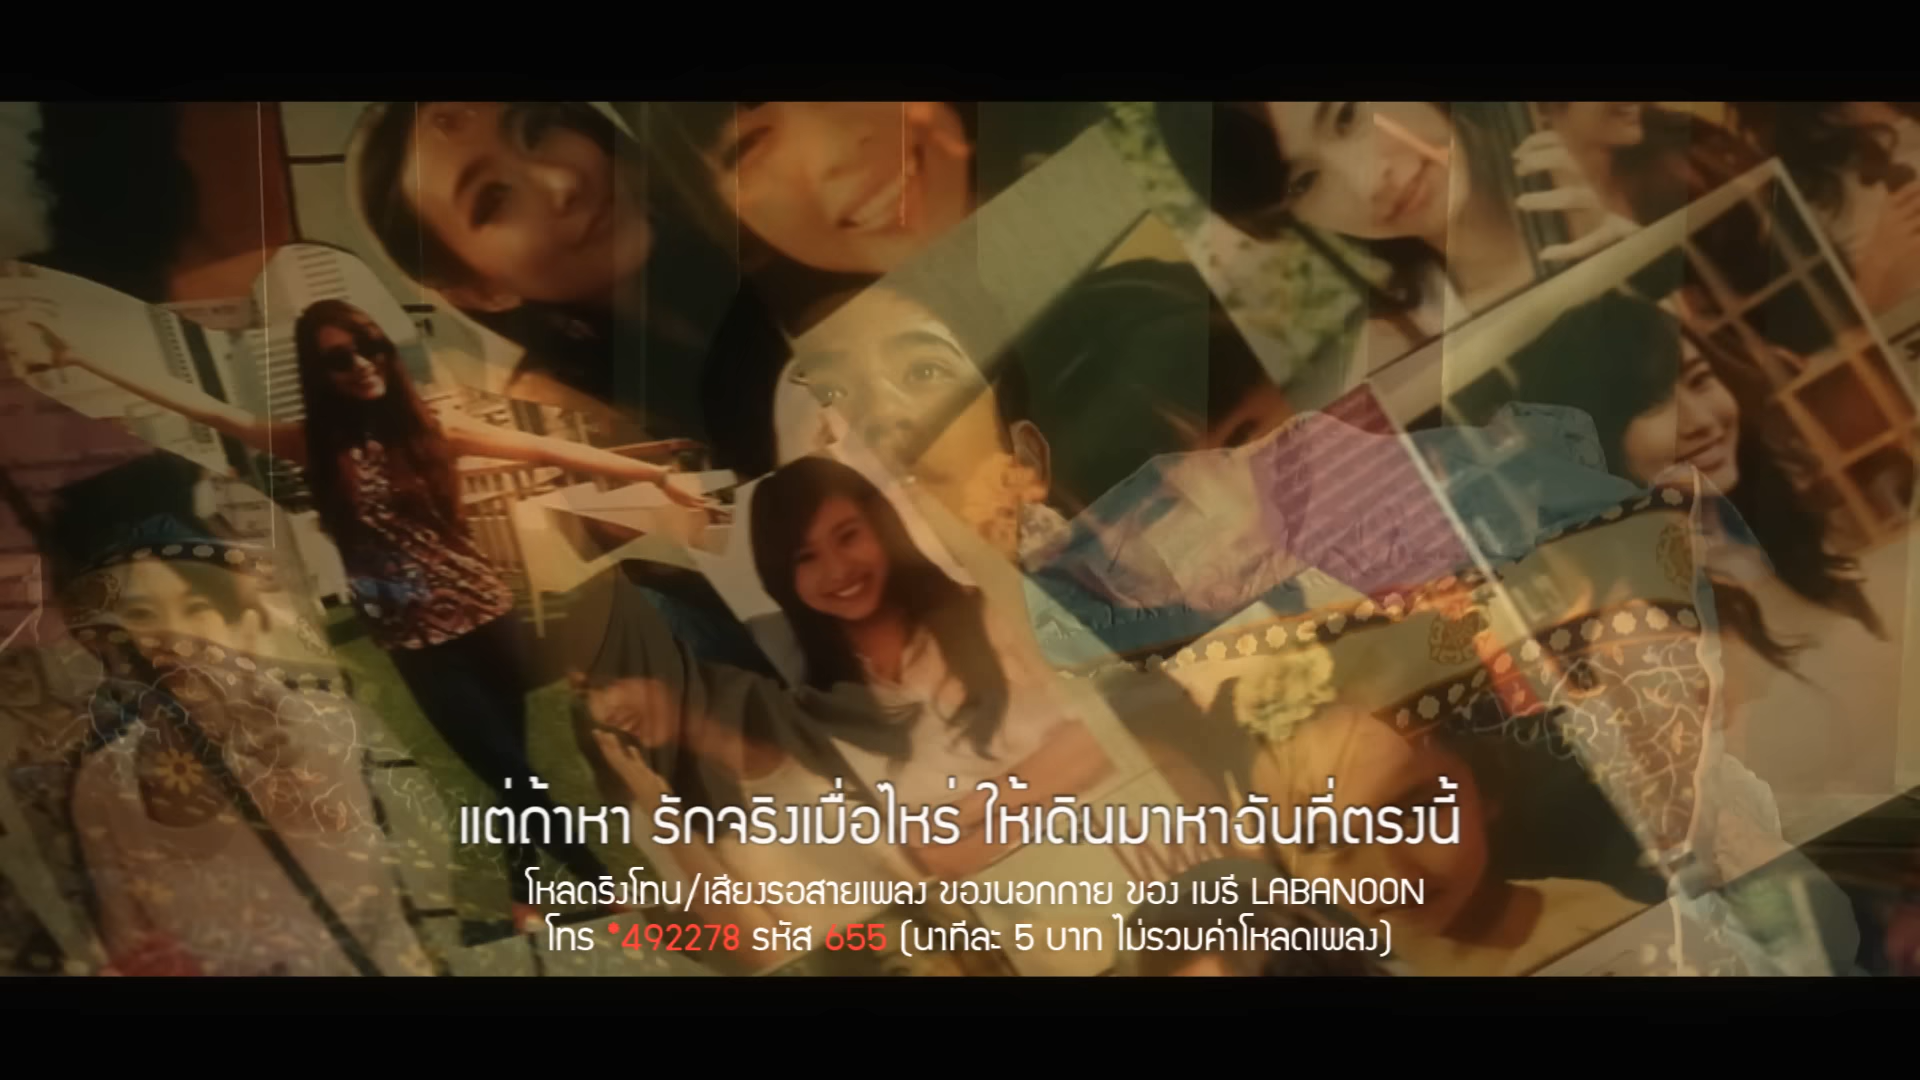 แต่ถ้าหา รักจริงเมื่อไหร่ ให้เดินมาหาฉันที่ตรงนี้
โหลดริงโทน/เสียงรอสายเพลง ของนอกกาย ของ เมธี LABANOON
โทร *492278 รหัส 655 (นาทีละ 5 บาท ไม่รวมค่าโหลดเพลง)